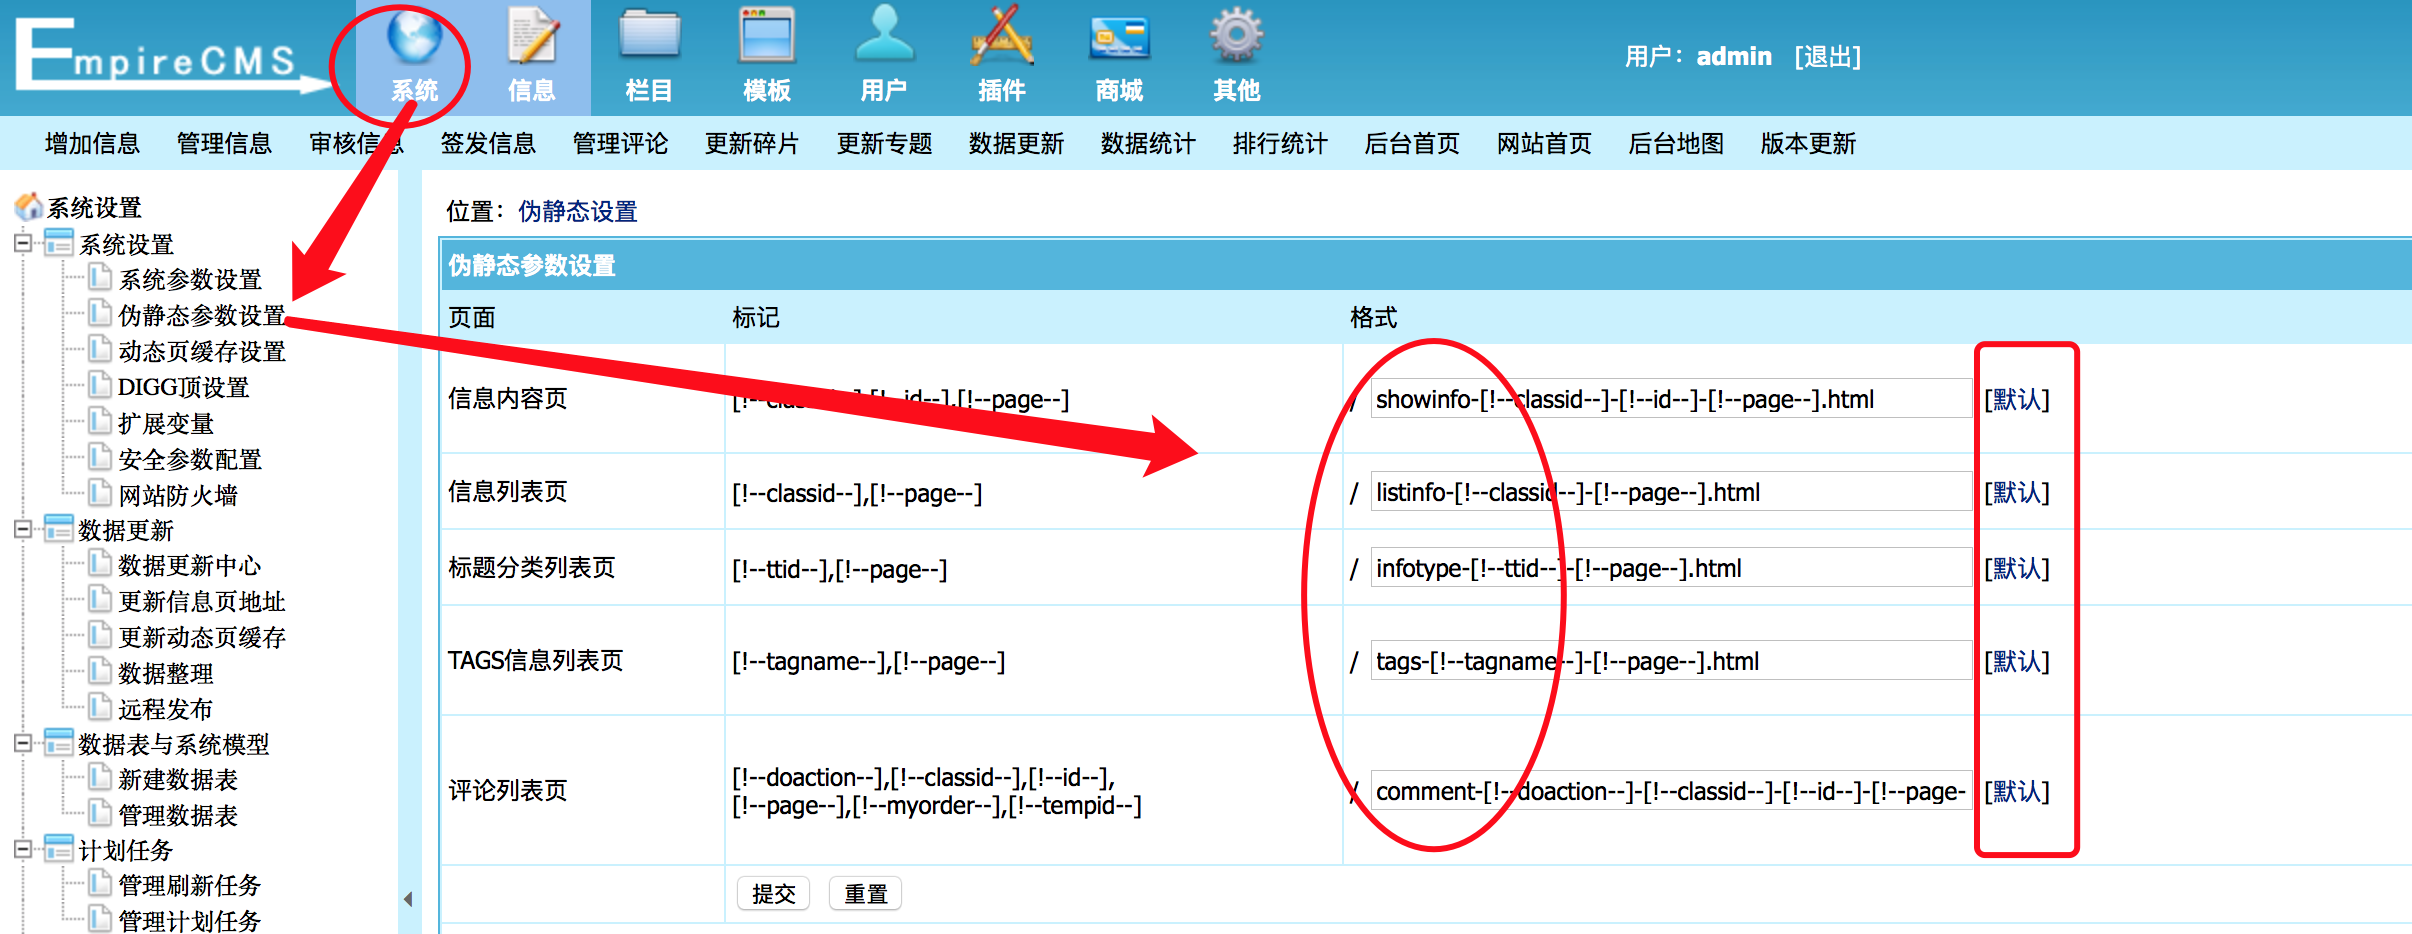 EmpireCMS
系统 信息 栏目 模板 用户 插件 商城 其他
用户：admin [退出]
增加信息 管理信息 审核信息 签发信息 管理评论 更新碎片 更新专题 数据更新 数据统计 排行统计 后台首页 网站首页 后台地图 版本更新
系统设置
系统设置
系统参数设置
伪静态参数设置
动态页缓存设置
DIGG顶设置
扩展变量
安全参数配置
网站防火墙
数据更新
数据更新中心
更新信息页地址
更新动态页缓存
数据整理
远程发布
数据表与系统模型
新建数据表
管理数据表
计划任务
管理刷新任务
管理计划任务
位置：伪静态设置
伪静态参数设置
页面 标记 格式
信息内容页 [!--classid--],[!--id--],[!--page--] / showinfo-[!--classid--]-[!--id--]-[!--page--].html [默认]
信息列表页 [!--classid--],[!--page--] / listinfo-[!--classid--]-[!--page--].html [默认]
标题分类列表页 [!--ttid--],[!--page--] / infotype-[!--ttid--]-[!--page--].html [默认]
TAGS信息列表页 [!--tagname--],[!--page--] / tags-[!--tagname--]-[!--page--].html [默认]
评论列表页 [!--doaction--],[!--classid--],[!--id--],
[!--page--],[!--myorder--],[!--tempid--] / comment-[!--doaction--]-[!--classid--]-[!--id--]-[!--page- [默认]
提交 重置